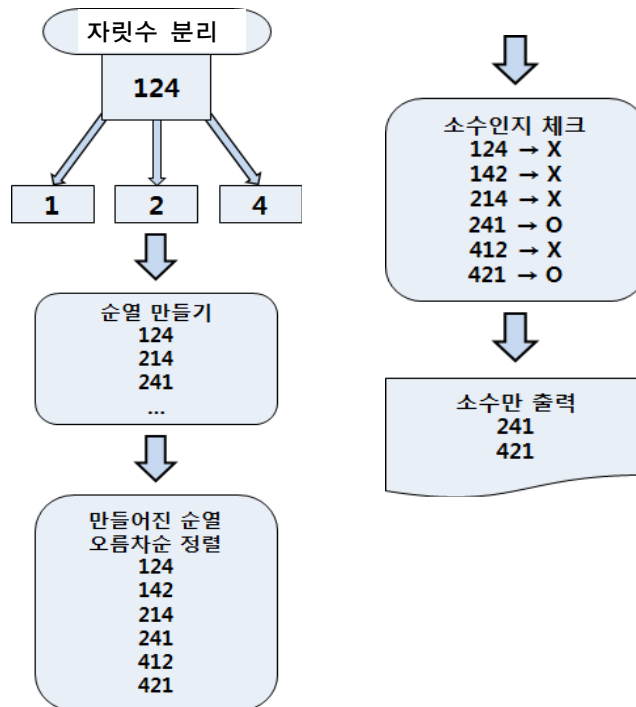 자릿수 분리
124
1 2 4
순열 만들기
124
214
241
...
만들어진 순열
오름차순 정렬
124
142
214
241
412
421
소수인지 체크
124 → X
142 → X
214 → X
241 → O
412 → X
421 → O
소수만 출력
241
421